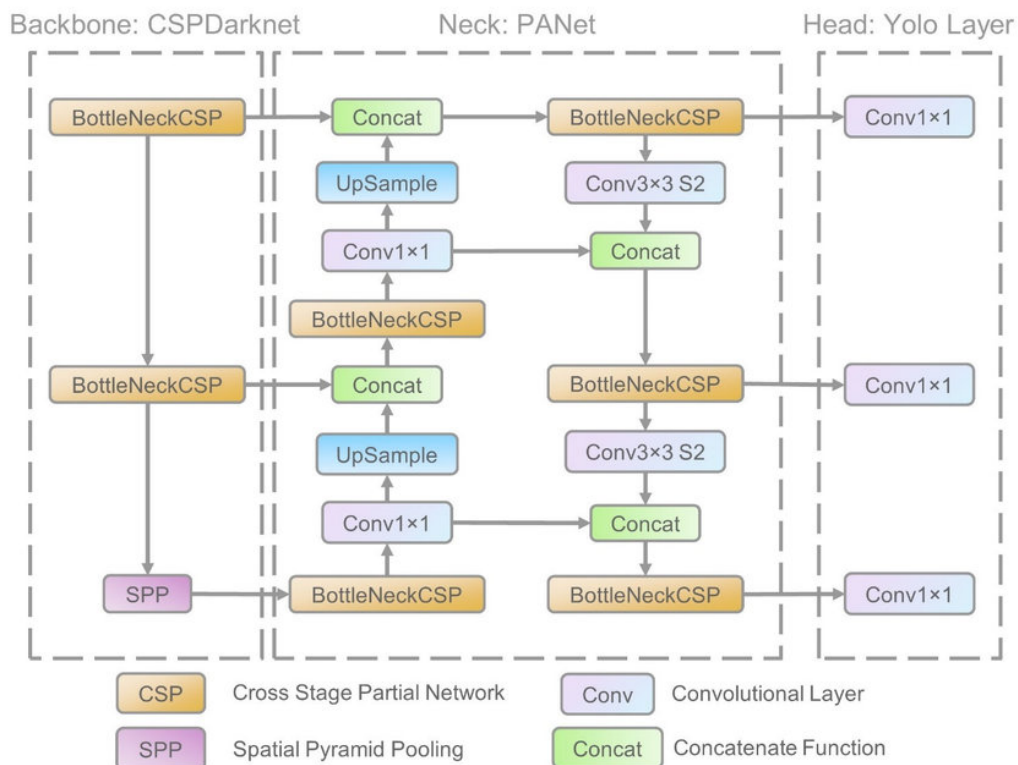 Backbone: CSPDarknet Neck: PANet Head: Yolo Layer
BottleNeckCSP Concat BottleNeckCSP Conv1×1
UpSample Conv3×3 S2
Conv1×1 Concat
BottleNeckCSP
BottleNeckCSP Concat BottleNeckCSP Conv1×1
UpSample Conv3×3 S2
Conv1×1 Concat
SPP BottleNeckCSP BottleNeckCSP Conv1×1
CSP Cross Stage Partial Network Conv Convolutional Layer
SPP Spatial Pyramid Pooling Concat Concatenate Function